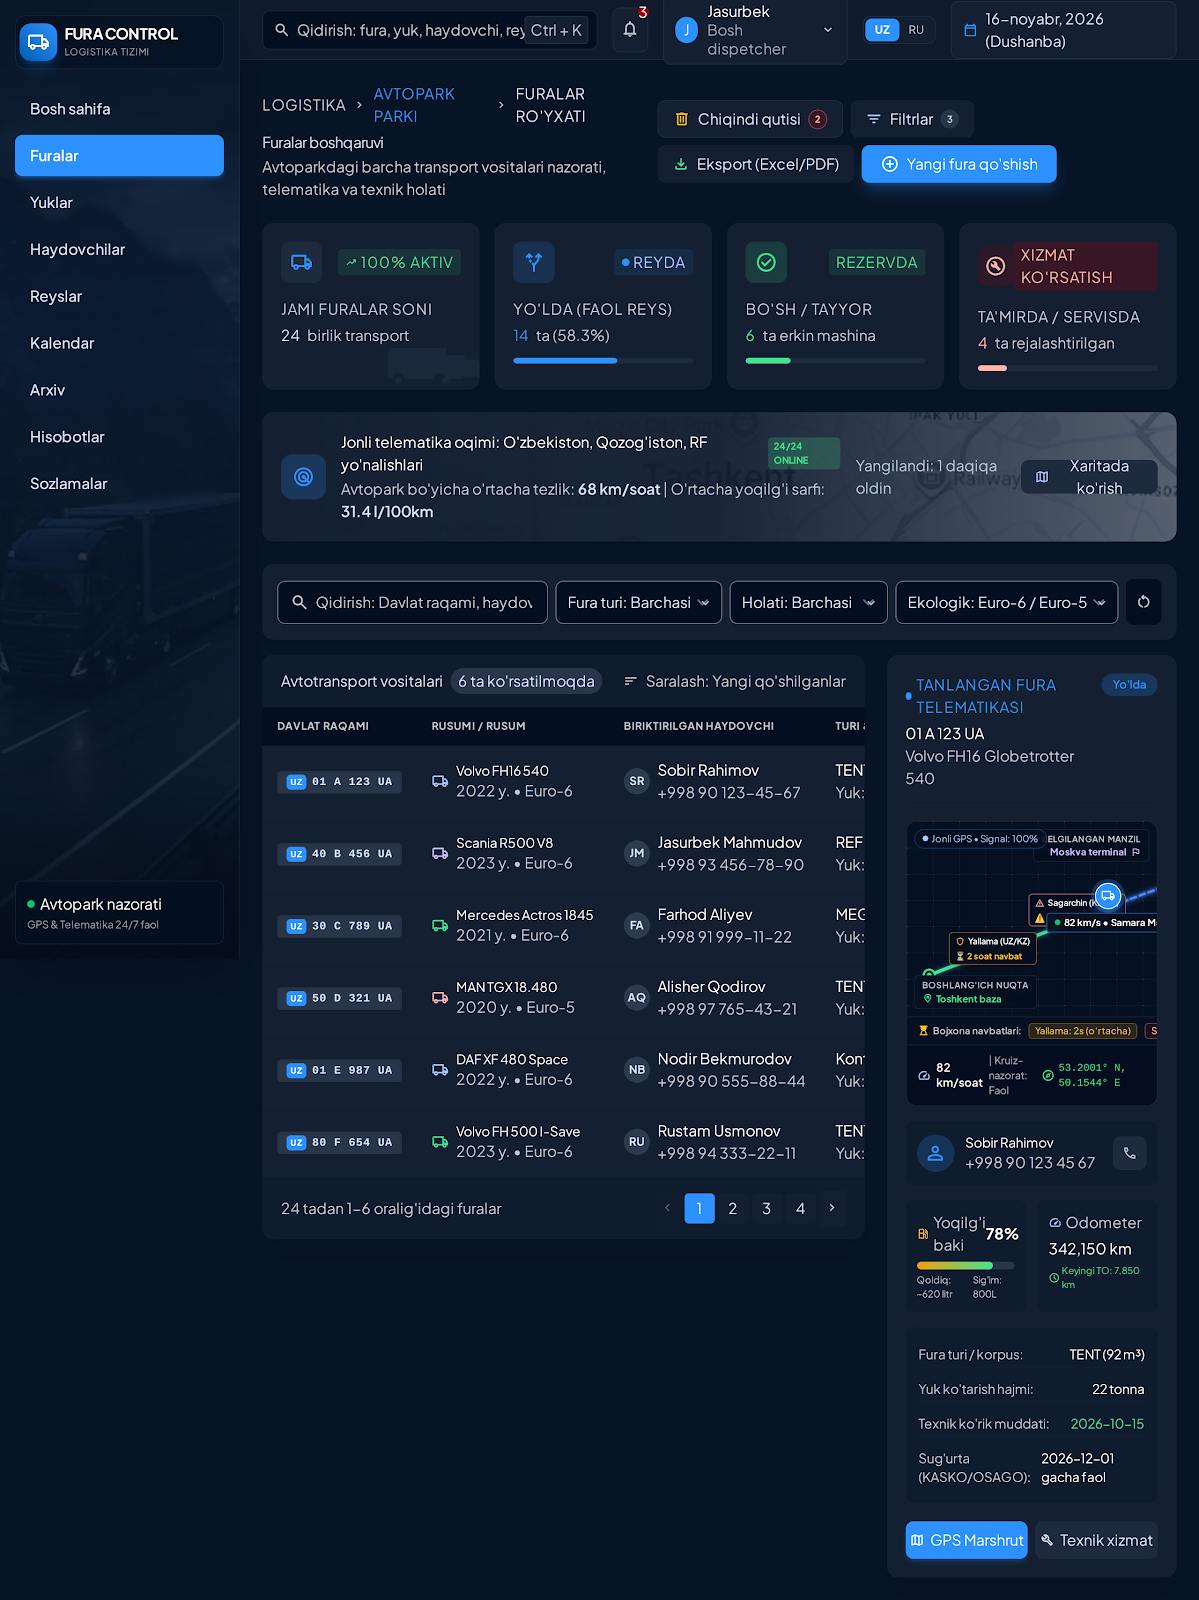 FURA CONTROL
LOGISTIKA TIZIMI
Bosh sahifa
Furalar
Yuklar
Haydovchilar
Reyslar
Kalendar
Arxiv
Hisobotlar
Sozlamalar
Avtopark nazorati
GPS & Telematika 24/7 faol
Qidirish: fura, yuk, haydovchi, rey
Ctrl + K
3
J
Jasurbek
Bosh
dispetcher
UZ RU
16-noyabr, 2026
(Dushanba)
LOGISTIKA › AVTOPARK PARKI › FURALAR RO'YXATI
Furalar boshqaruvi
Avtoparkdagi barcha transport vositalari nazorati,
telematika va texnik holati
Chiqindi qutisi 2
Filtrlar 3
Eksport (Excel/PDF)
Yangi fura qo'shish
100% AKTIV
JAMI FURALAR SONI
24 birlik transport
REYDA
YO'LDA (FAOL REYS)
14 ta (58.3%)
REZERVDA
BO'SH / TAYYOR
6 ta erkin mashina
XIZMAT
KO'RSATISH
TA'MIRDA / SERVISDA
4 ta rejalashtirilgan
Jonli telematika oqimi: O'zbekiston, Qozog'iston, RF
yo'nalishlari
24/24
ONLINE
Avtopark bo'yicha o'rtacha tezlik: 68 km/soat | O'rtacha yoqilg'i sarfi:
31.4 l/100km
Yangilandi: 1 daqiqa
oldin
Xaritada
ko'rish
IPAK YULI
Tashkent
Railway
Qidirish: Davlat raqami, haydov
Fura turi: Barchasi
Holati: Barchasi
Ekologik: Euro-6 / Euro-5
Avtotransport vositalari 6 ta ko'rsatilmoqda
Saralash: Yangi qo'shilganlar
DAVLAT RAQAMI RUSUMI / RUSUM BIRIKTIRILGAN HAYDOVCHI TURI
UZ 01 A 123 UA
Volvo FH16 540
2022 y. • Euro-6
SR
Sobir Rahimov
+998 90 123-45-67
TEN
Yuk:
UZ 40 B 456 UA
Scania R500 V8
2023 y. • Euro-6
JM
Jasurbek Mahmudov
+998 93 456-78-90
REF
Yuk:
UZ 30 C 789 UA
Mercedes Actros 1845
2021 y. • Euro-6
FA
Farhod Aliyev
+998 91 999-11-22
MEG
Yuk:
UZ 50 D 321 UA
MAN TGX 18.480
2020 y. • Euro-5
AQ
Alisher Qodirov
+998 97 765-43-21
TEN
Yuk:
UZ 01 E 987 UA
DAF XF 480 Space
2022 y. • Euro-6
NB
Nodir Bekmurodov
+998 90 555-88-44
Kon
Yuk:
UZ 80 F 654 UA
Volvo FH 500 I-Save
2023 y. • Euro-6
RU
Rustam Usmonov
+998 94 333-22-11
TEN
Yuk:
24 tadan 1-6 oralig'idagi furalar
‹ 1 2 3 4 ›
TANLANGAN FURA
TELEMATIKASI
Yo'lda
01 A 123 UA
Volvo FH16 Globetrotter
540
Jonli GPS • Signal: 100%
ELGILANGAN MANZIL
Moskva terminal
Sagarchin (K
82 km/s • Samara M
Yallama (UZ/KZ)
2 soat navbat
BOSHLANG'ICH NUQTA
Toshkent baza
Bojxona navbatlari: Yallama: 2s (o'rtacha) S
82
km/soat
| Kruiz-
nazorat:
Faol
53.2001° N,
50.1544° E
Sobir Rahimov
+998 90 123 45 67
Yoqilg'i
baki
78%
Qoldiq:
~620 litr
Sig'im:
800L
Odometer
342,150 km
Keyingi TO: 7,850
km
Fura turi / korpus: TENT (92 m³)
Yuk ko'tarish hajmi: 22 tonna
Texnik ko'rik muddati: 2026-10-15
Sug'urta
(KASKO/OSAGO):
2026-12-01
gacha faol
GPS Marshrut
Texnik xizmat